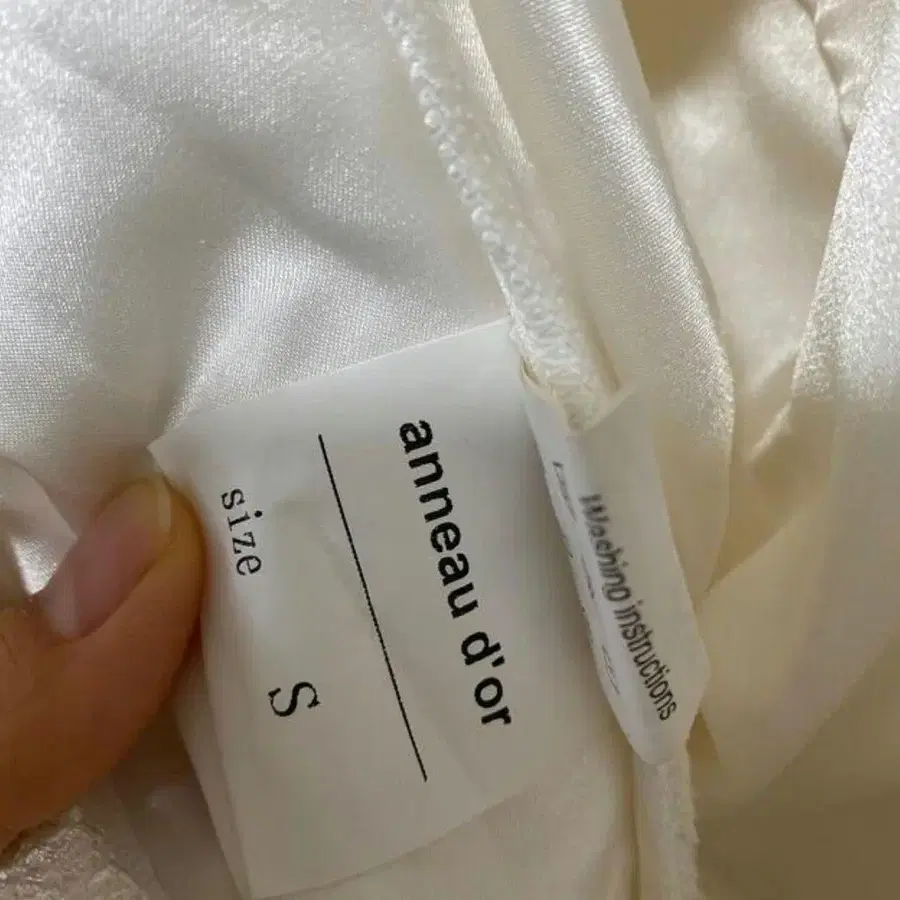 anneau d'or
size
S
Washing instructions